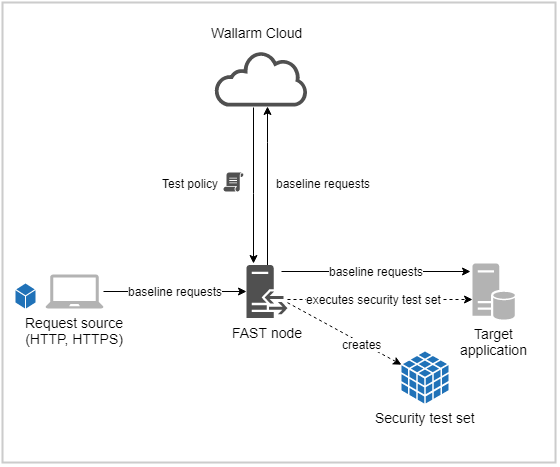 Wallarm Cloud
Test policy
baseline requests
baseline requests
baseline requests
executes security test set
Request source
(HTTP, HTTPS)
FAST node
Target
application
creates
Security test set